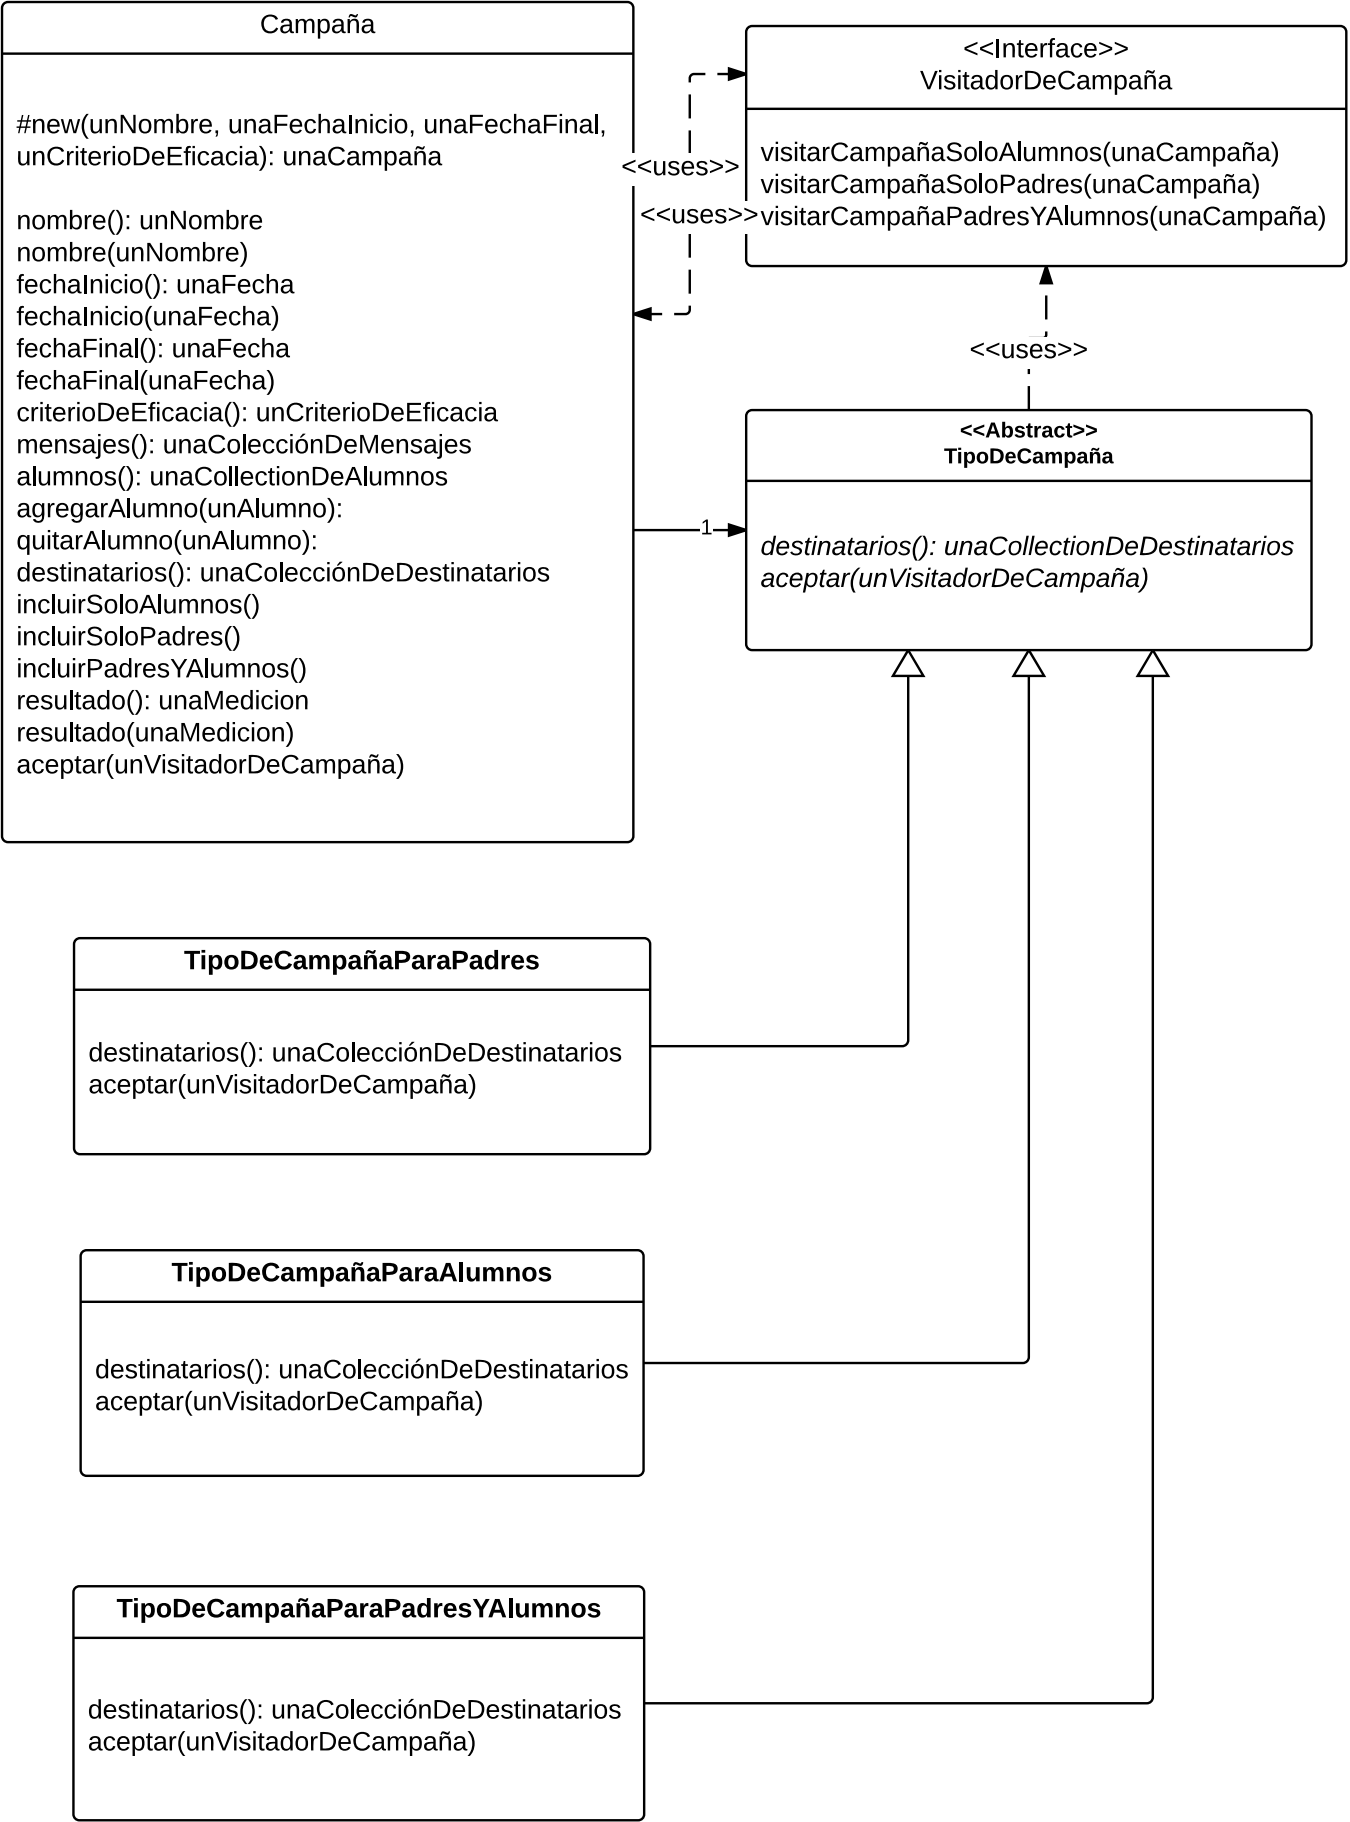 Campaña
#new(unNombre, unaFechaInicio, unaFechaFinal,
unCriterioDeEficacia): unaCampaña
nombre(): unNombre
nombre(unNombre)
fechaInicio(): unaFecha
fechaInicio(unaFecha)
fechaFinal(): unaFecha
fechaFinal(unaFecha)
criterioDeEficacia(): unCriterioDeEficacia
mensajes(): unaColecciónDeMensajes
alumnos(): unaCollectionDeAlumnos
agregarAlumno(unAlumno):
quitarAlumno(unAlumno):
destinatarios(): unaColecciónDeDestinatarios
incluirSoloAlumnos()
incluirSoloPadres()
incluirPadresYAlumnos()
resultado(): unaMedicion
resultado(unaMedicion)
aceptar(unVisitadorDeCampaña)
<<uses>>
<<uses>>
<<Interface>>
VisitadorDeCampaña
visitarCampañaSoloAlumnos(unaCampaña)
visitarCampañaSoloPadres(unaCampaña)
visitarCampañaPadresYAlumnos(unaCampaña)
<<uses>>
1
<<Abstract>>
TipoDeCampaña
destinatarios(): unaCollectionDeDestinatarios
aceptar(unVisitadorDeCampaña)
TipoDeCampañaParaPadres
destinatarios(): unaColecciónDeDestinatarios
aceptar(unVisitadorDeCampaña)
TipoDeCampañaParaAlumnos
destinatarios(): unaColecciónDeDestinatarios
aceptar(unVisitadorDeCampaña)
TipoDeCampañaParaPadresYAlumnos
destinatarios(): unaColecciónDeDestinatarios
aceptar(unVisitadorDeCampaña)